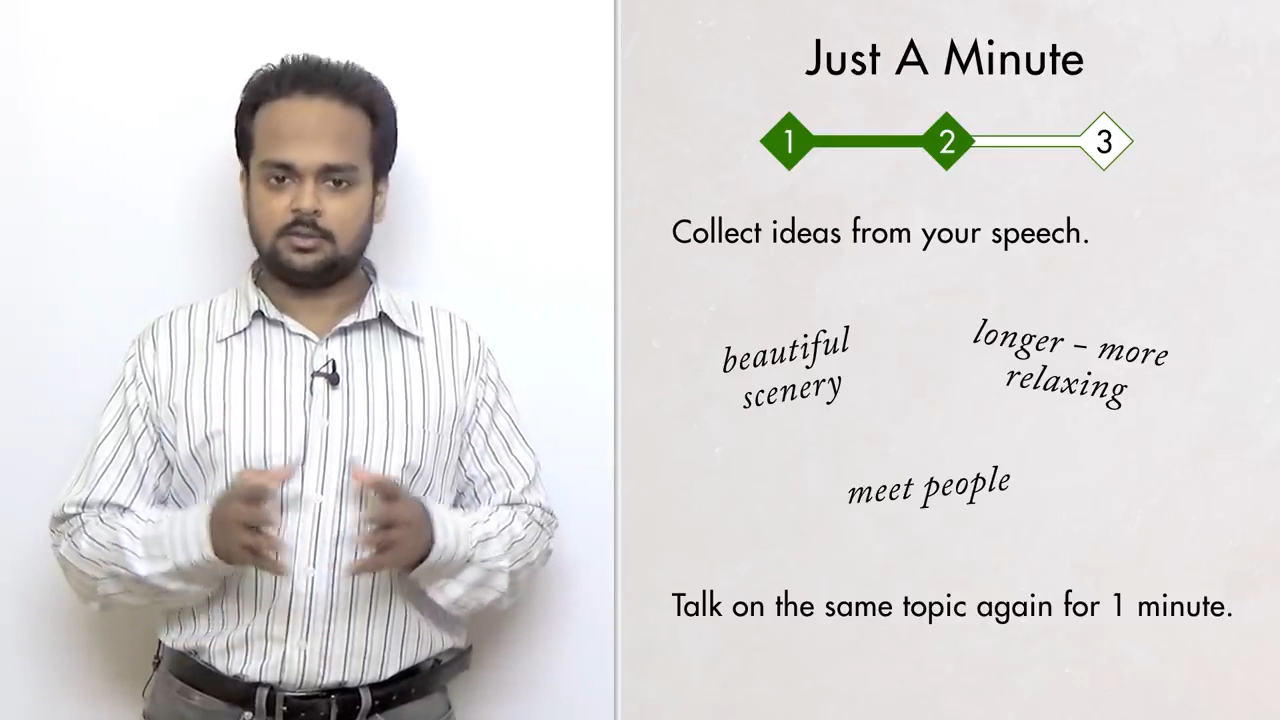 Just A Minute
1 2 3
Collect ideas from your speech.
beautiful
scenery
longer – more
relaxing
meet people
Talk on the same topic again for 1 minute.